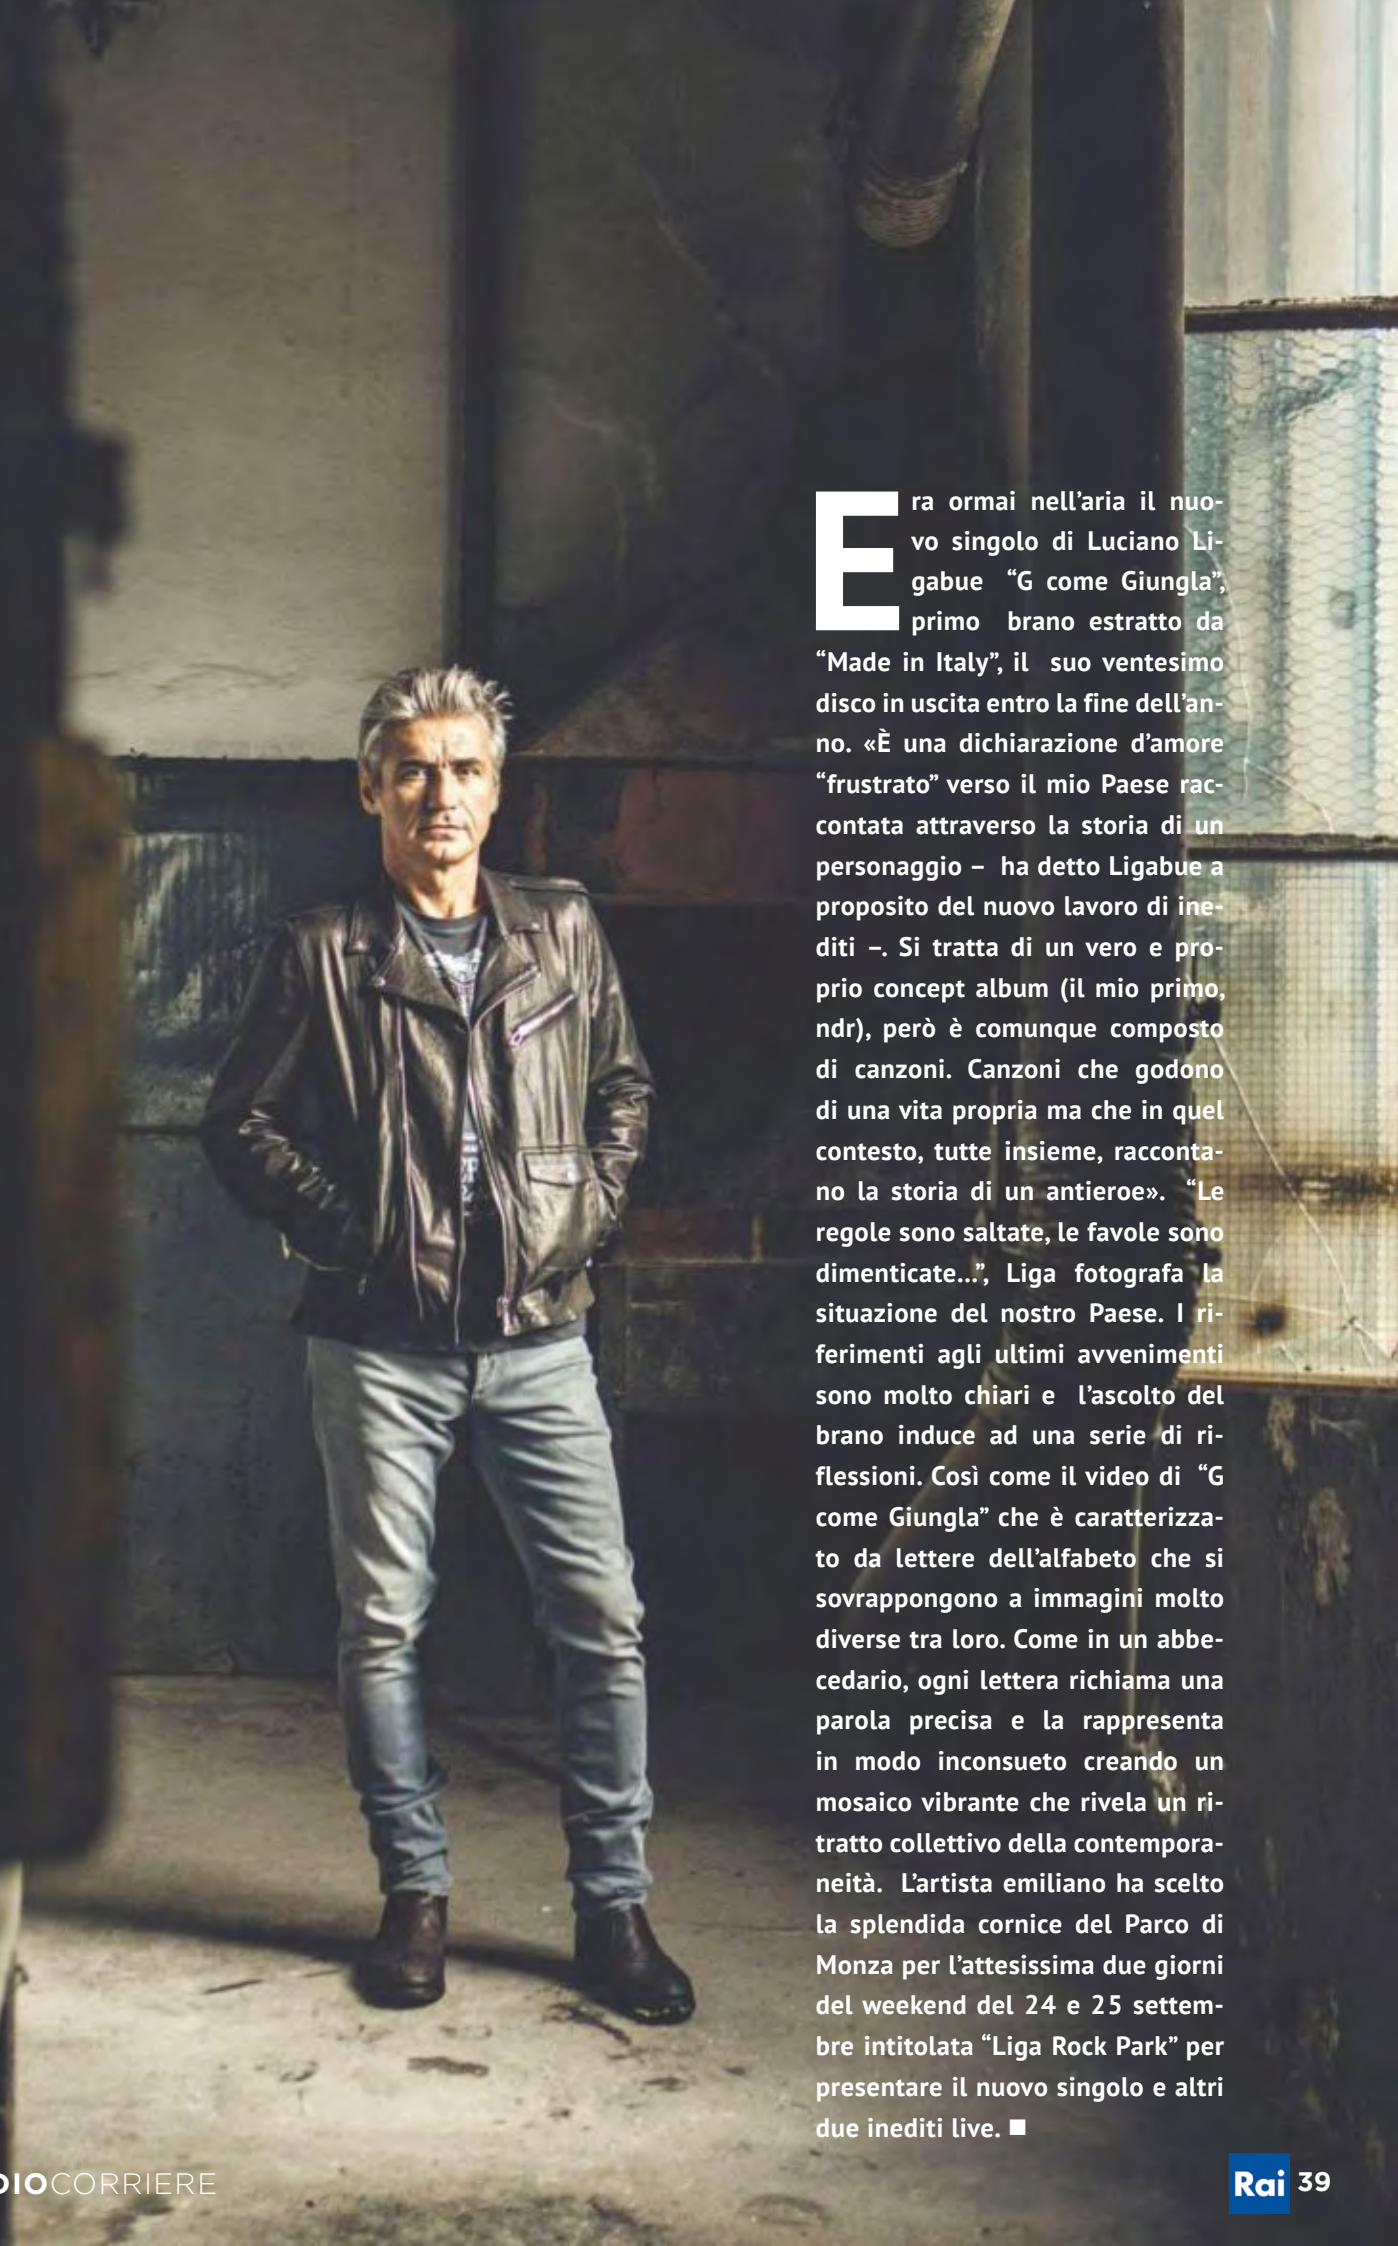 Era ormai nell’aria il nuo-
vo singolo di Luciano Li-
gabue “G come Giungla”,
primo brano estratto da
“Made in Italy”, il suo ventesimo
disco in uscita entro la fine dell’an-
no. «È una dichiarazione d’amore
“frustrato” verso il mio Paese rac-
contata attraverso la storia di un
personaggio – ha detto Ligabue a
proposito del nuovo lavoro di ine-
diti –. Si tratta di un vero e pro-
prio concept album (il mio primo,
ndr), però è comunque composto
di canzoni. Canzoni che godono
di una vita propria ma che in quel
contesto, tutte insieme, racconta-
no la storia di un antieroe». “Le
regole sono saltate, le favole sono
dimenticate...”, Liga fotografa la
situazione del nostro Paese. I ri-
ferimenti agli ultimi avvenimenti
sono molto chiari e l’ascolto del
brano induce ad una serie di ri-
flessioni. Così come il video di “G
come Giungla” che è caratterizza-
to da lettere dell’alfabeto che si
sovrappongono a immagini molto
diverse tra loro. Come in un abbe-
cedario, ogni lettera richiama una
parola precisa e la rappresenta
in modo inconsueto creando un
mosaico vibrante che rivela un ri-
tratto collettivo della contempora-
neità. L’artista emiliano ha scelto
la splendida cornice del Parco di
Monza per l’attesissima due giorni
del weekend del 24 e 25 settem-
bre intitolata “Liga Rock Park” per
presentare il nuovo singolo e altri
due inediti live. ■
DIOCORRIERE
Rai 39